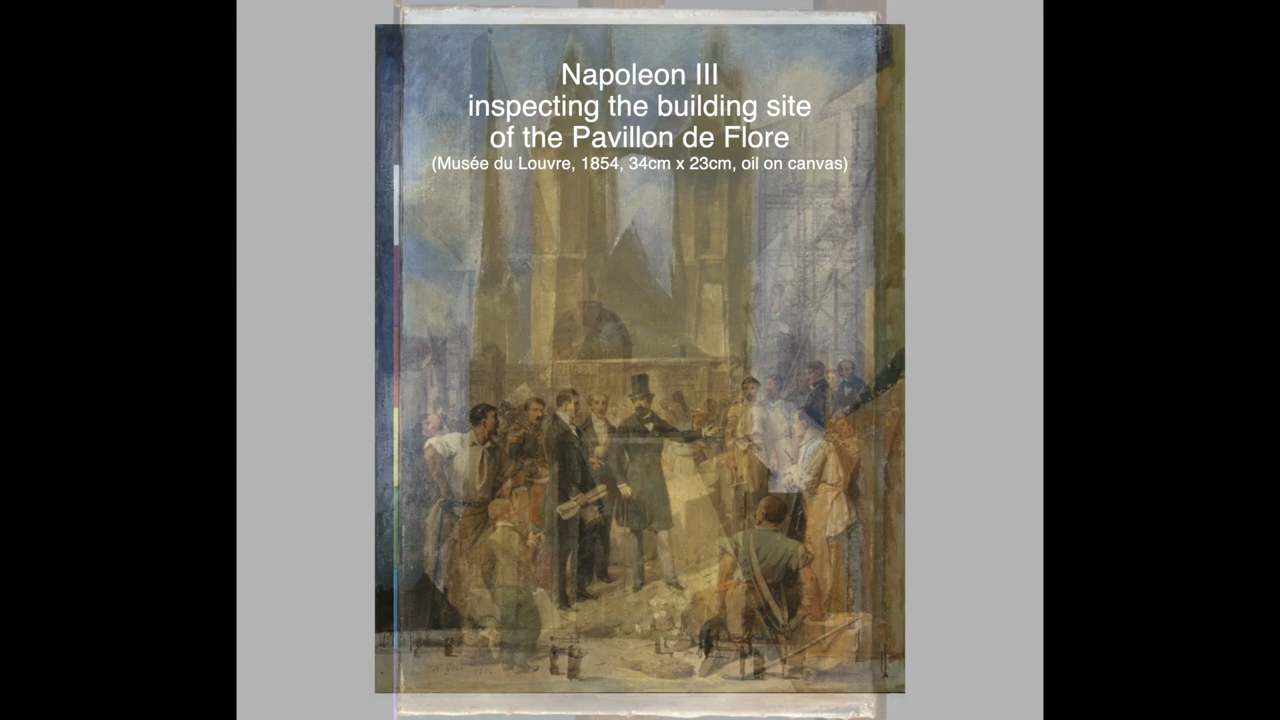 Napoleon III
inspecting the building site
of the Pavillon de Flore
(Musée du Louvre, 1854, 34cm x 23cm, oil on canvas)